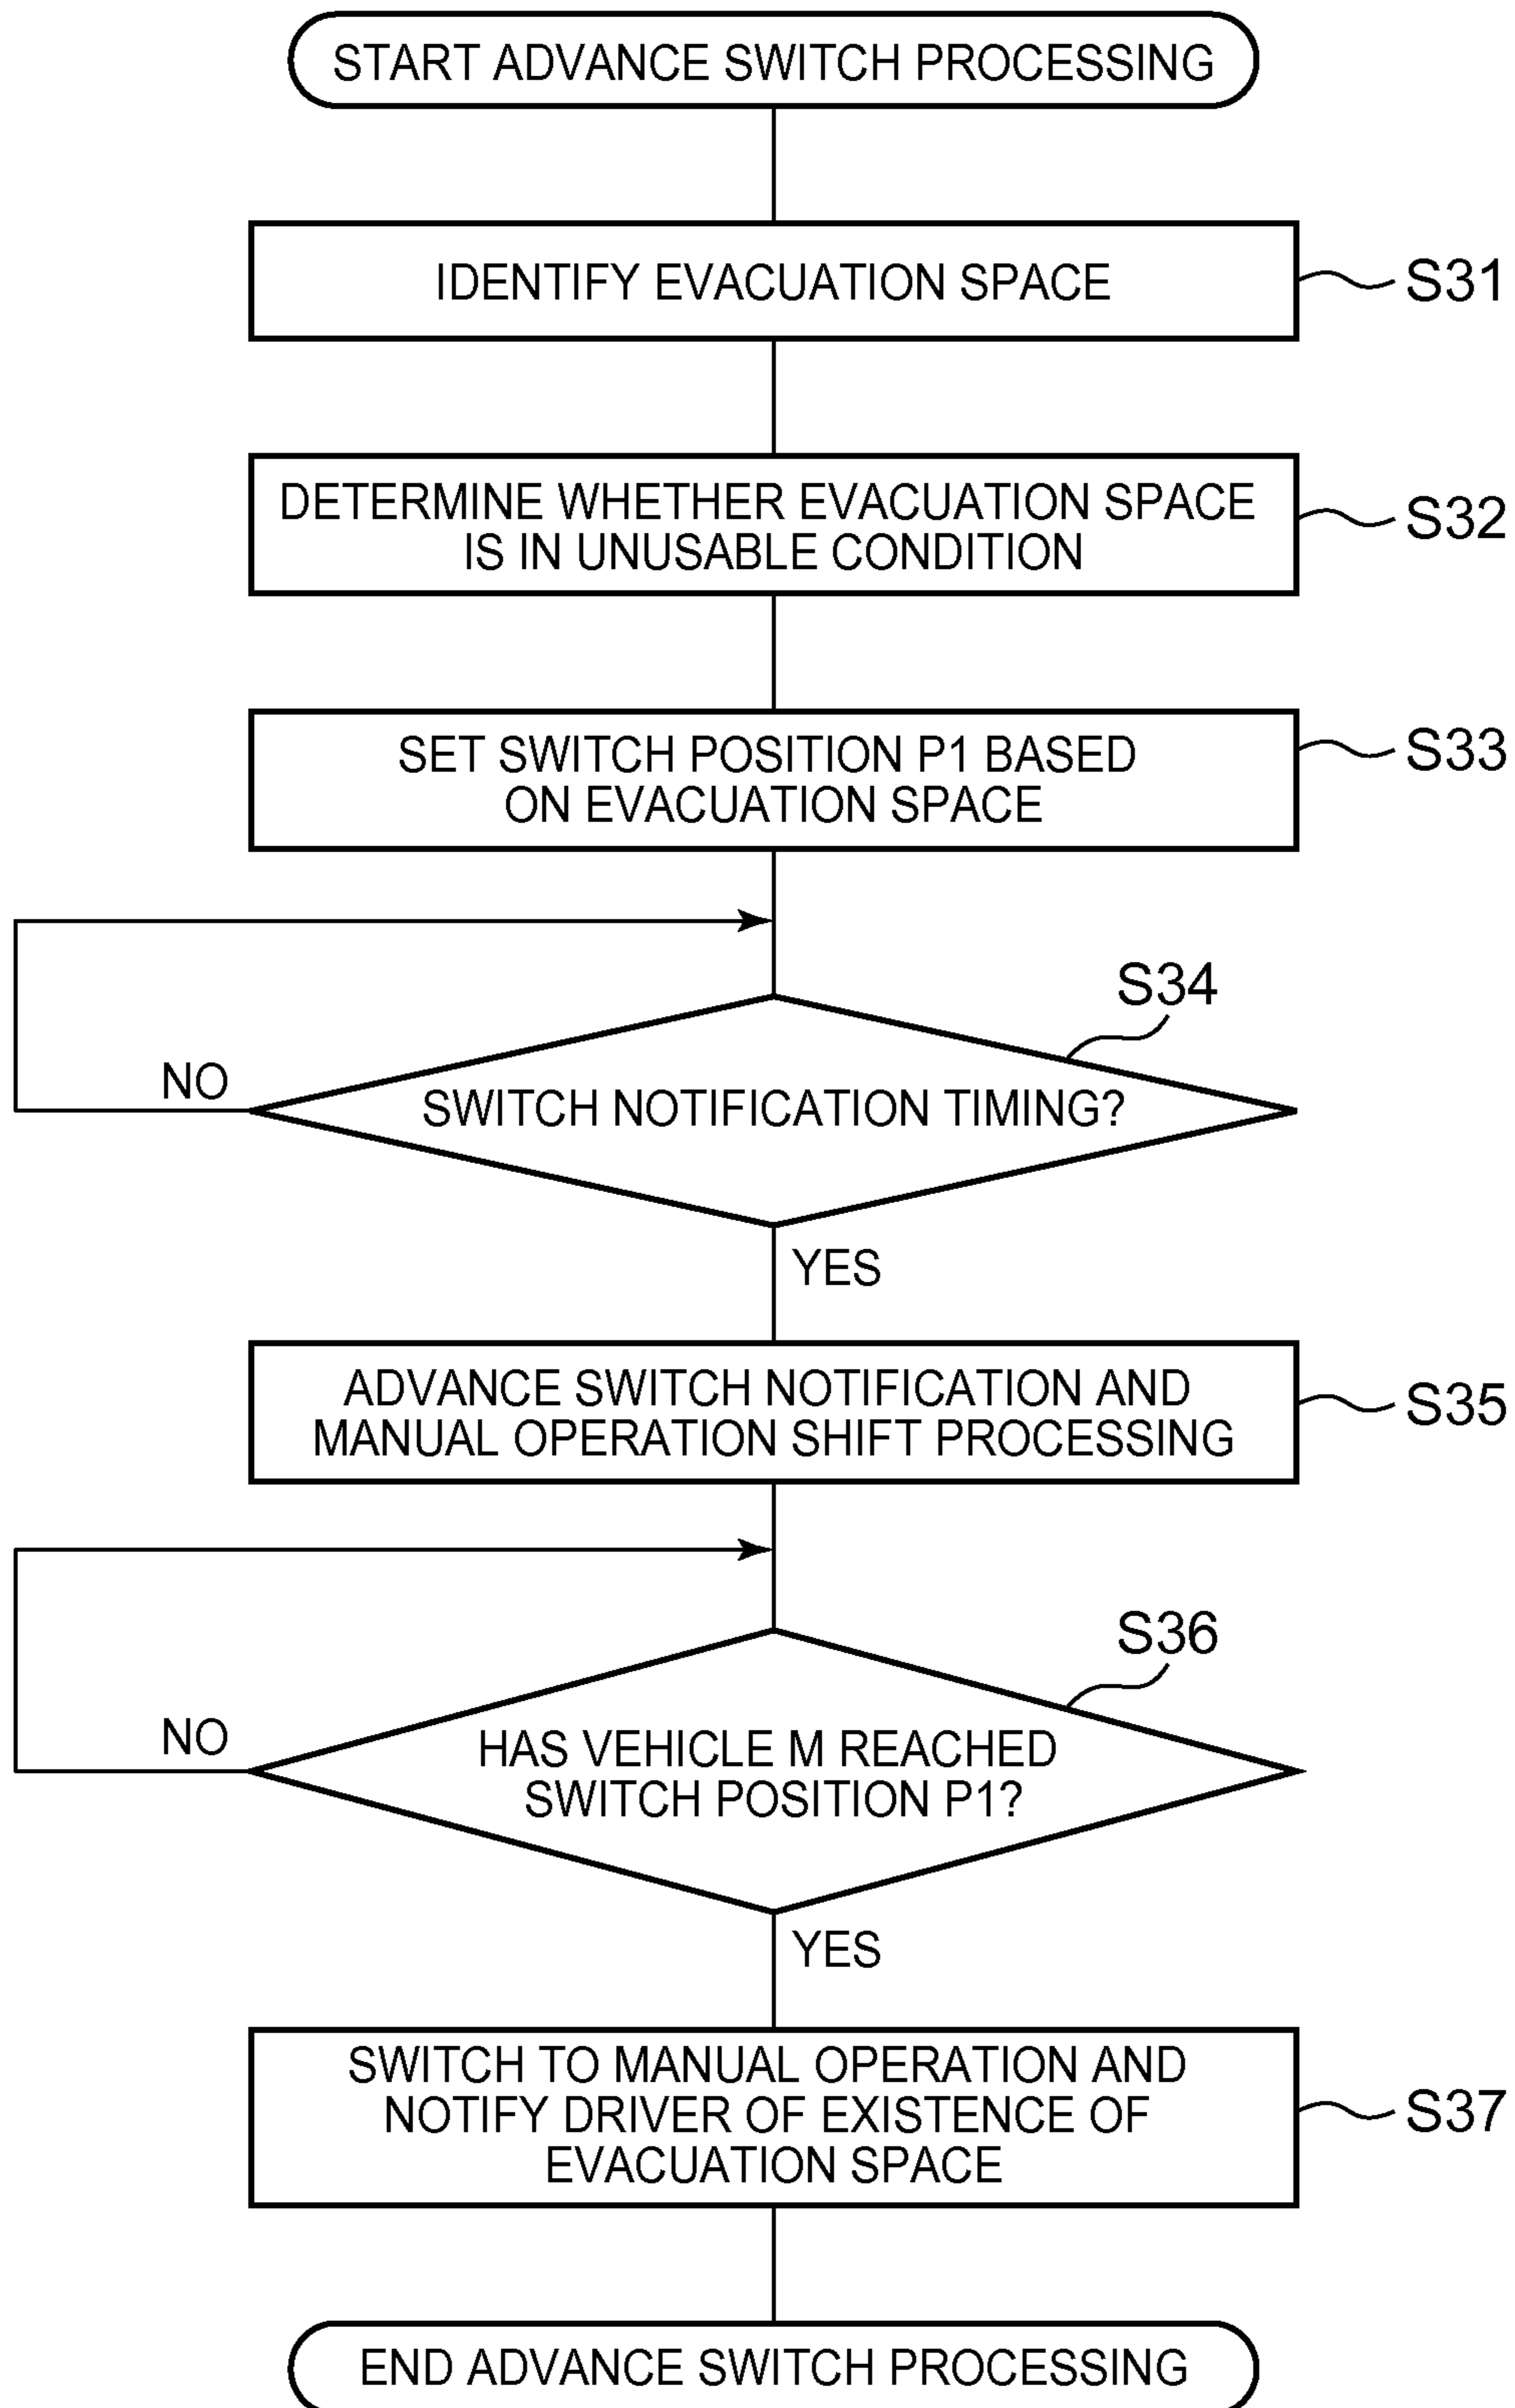 START ADVANCE SWITCH PROCESSING
IDENTIFY EVACUATION SPACE
S31
DETERMINE WHETHER EVACUATION SPACE
IS IN UNUSABLE CONDITION
S32
SET SWITCH POSITION P1 BASED
ON EVACUATION SPACE
S33
S34
NO
SWITCH NOTIFICATION TIMING?
YES
ADVANCE SWITCH NOTIFICATION AND
MANUAL OPERATION SHIFT PROCESSING
S35
S36
NO
HAS VEHICLE M REACHED
SWITCH POSITION P1?
YES
SWITCH TO MANUAL OPERATION AND
NOTIFY DRIVER OF EXISTENCE OF
EVACUATION SPACE
S37
END ADVANCE SWITCH PROCESSING